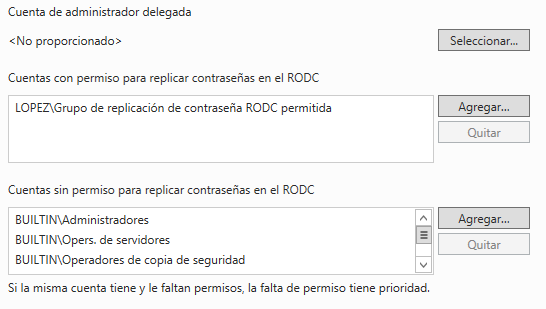 Cuenta de administrador delegada
<No proporcionado>
Seleccionar...
Cuentas con permiso para replicar contraseñas en el RODC
LOPEZ\Grupo de replicación de contraseña RODC permitida
Agregar...
Quitar
Cuentas sin permiso para replicar contraseñas en el RODC
BUILTIN\Administradores
BUILTIN\Opers. de servidores
BUILTIN\Operadores de copia de seguridad
Agregar...
Quitar
Si la misma cuenta tiene y le faltan permisos, la falta de permiso tiene prioridad.